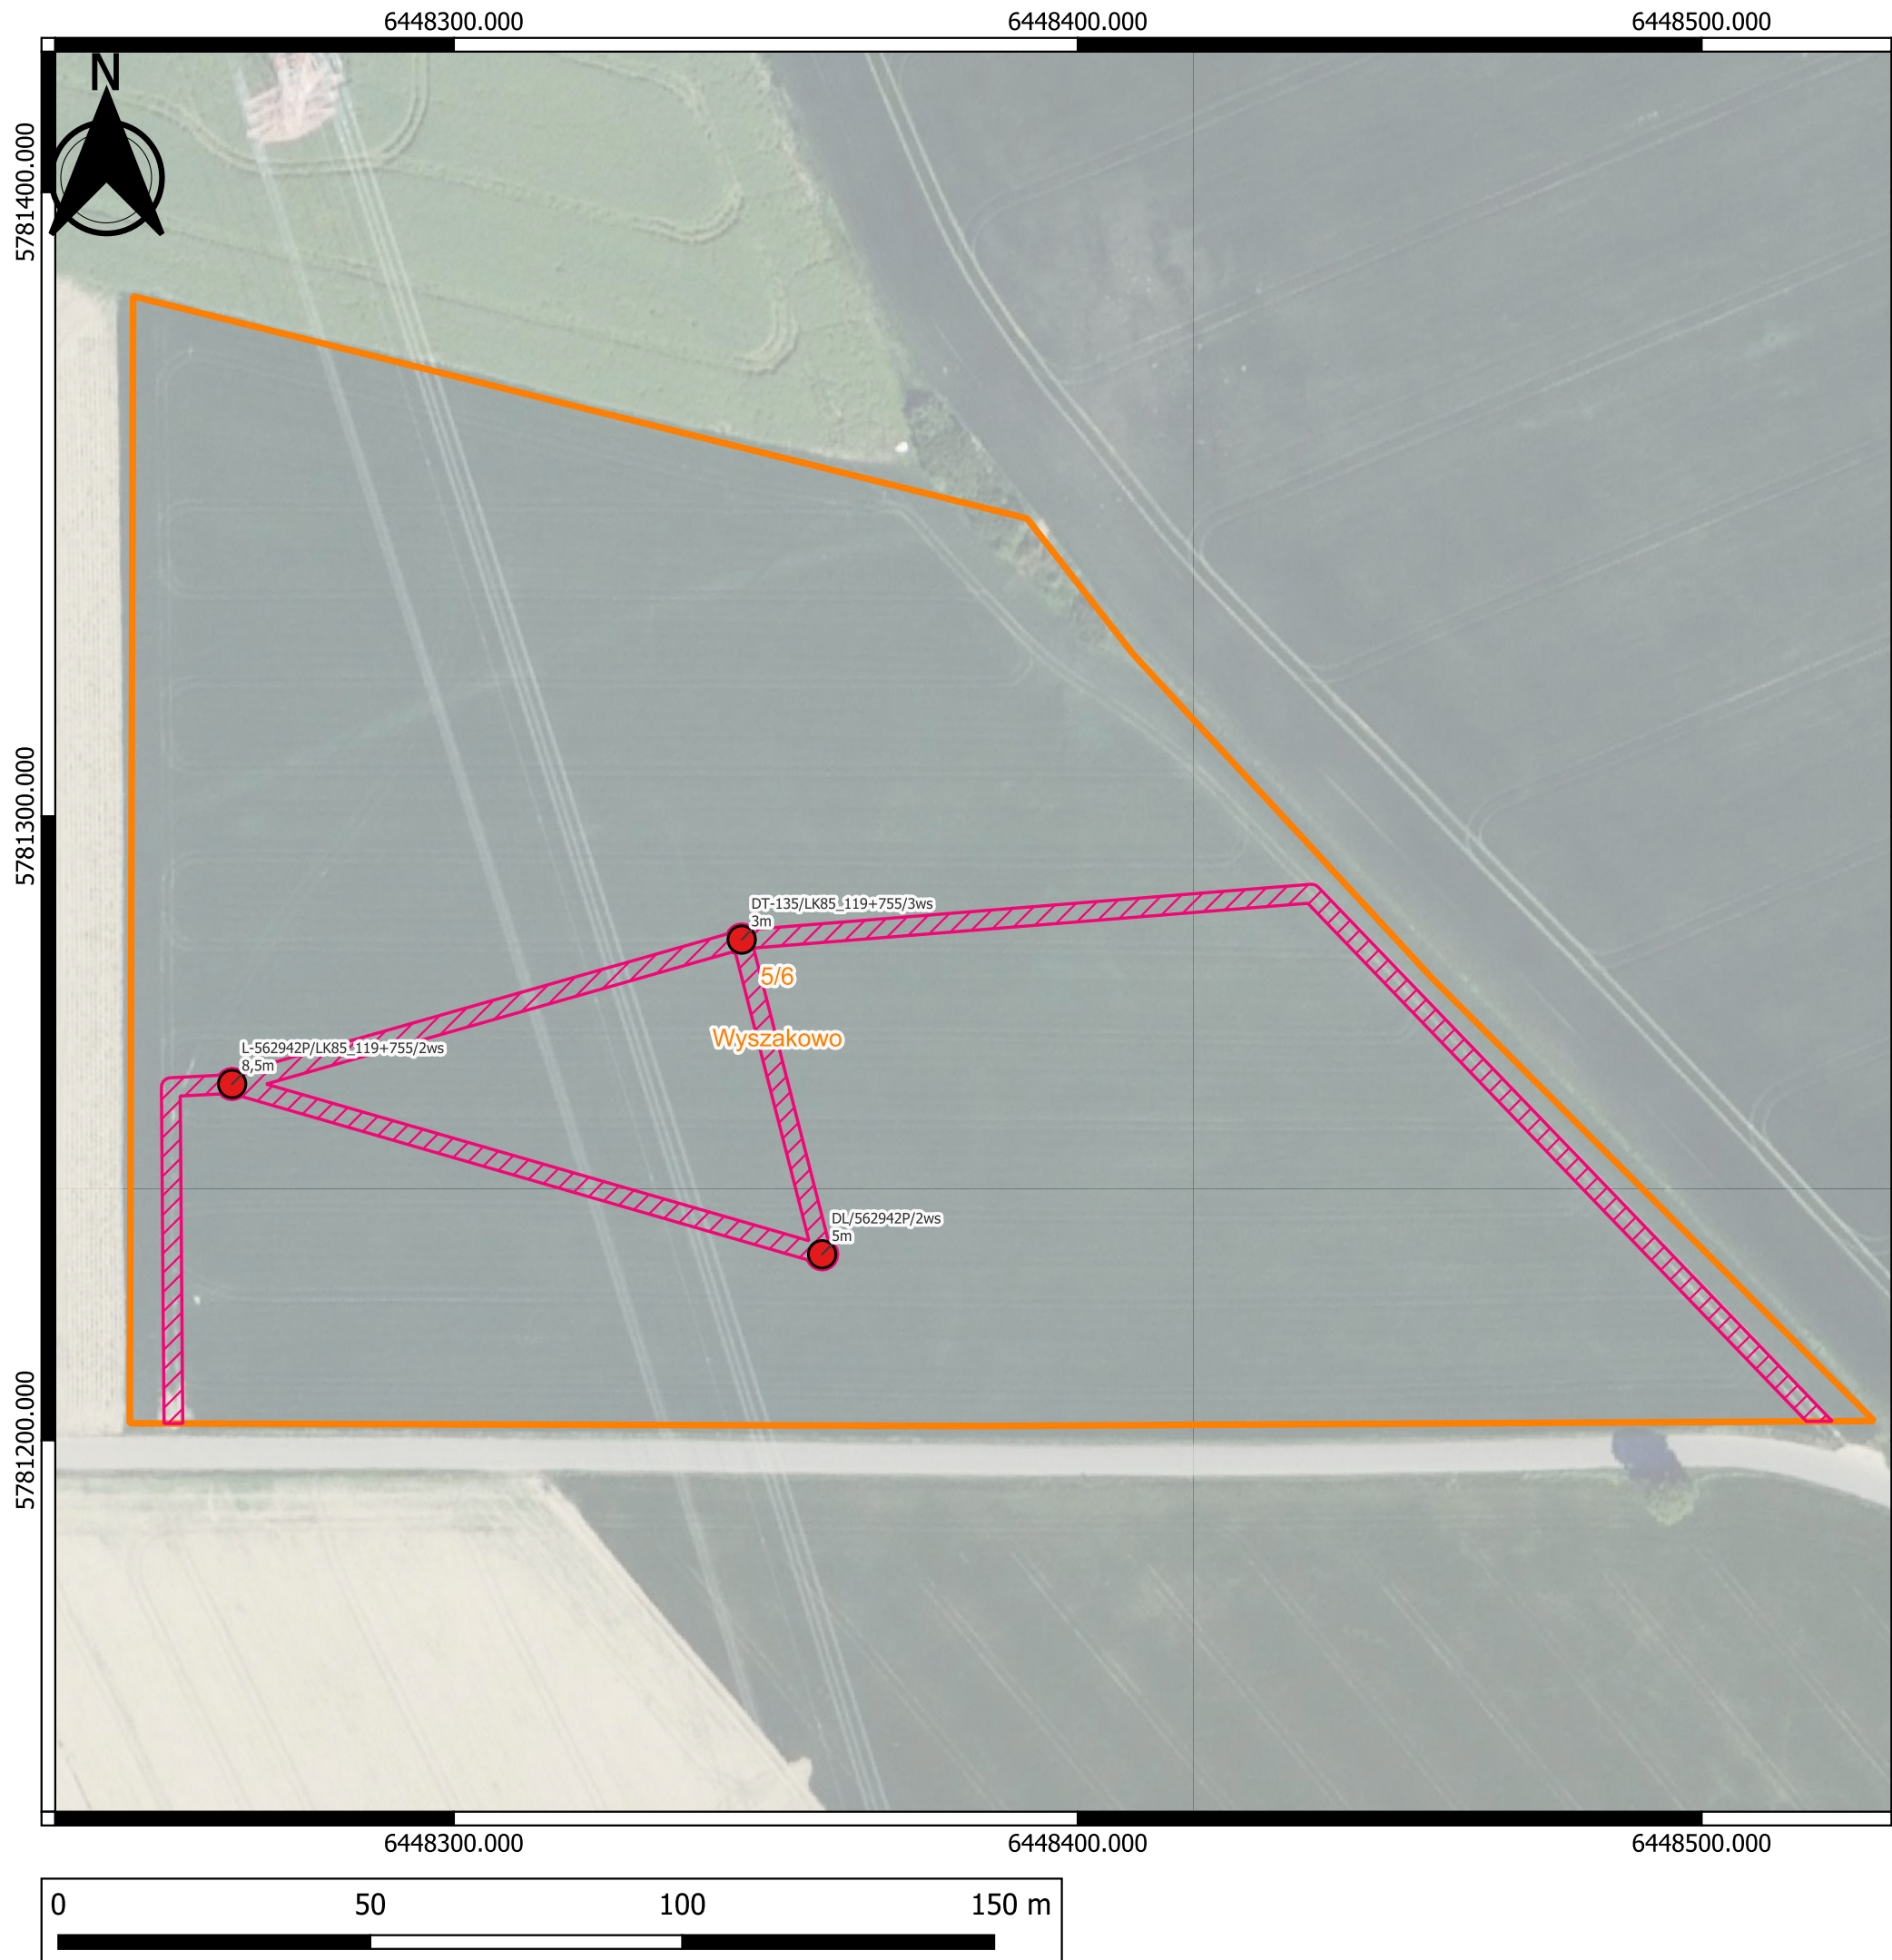 6448300.000 6448400.000 6448500.000
N
5781400.000
5781300.000
DT-135/LK85_119+755/3ws
3m
5/6
Wyszakowo
L-562942P/LK85_119+755/2ws
8,5m
DL/562942P/2ws
5m
5781200.000
6448300.000 6448400.000 6448500.000
0 50 100 150 m